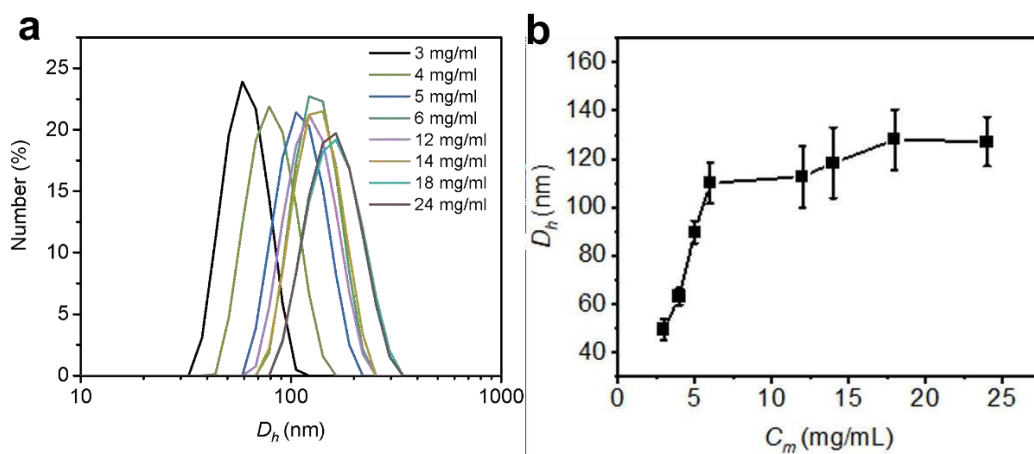 a
3 mg/ml
4 mg/ml
5 mg/ml
6 mg/ml
12 mg/ml
14 mg/ml
18 mg/ml
24 mg/ml
25
20
15
10
5
0
Number (%)
10
100
1000
Dh (nm)
b
160
140
120
100
80
60
40
Dh (nm)
0
5
10
15
20
25
Cm (mg/mL)